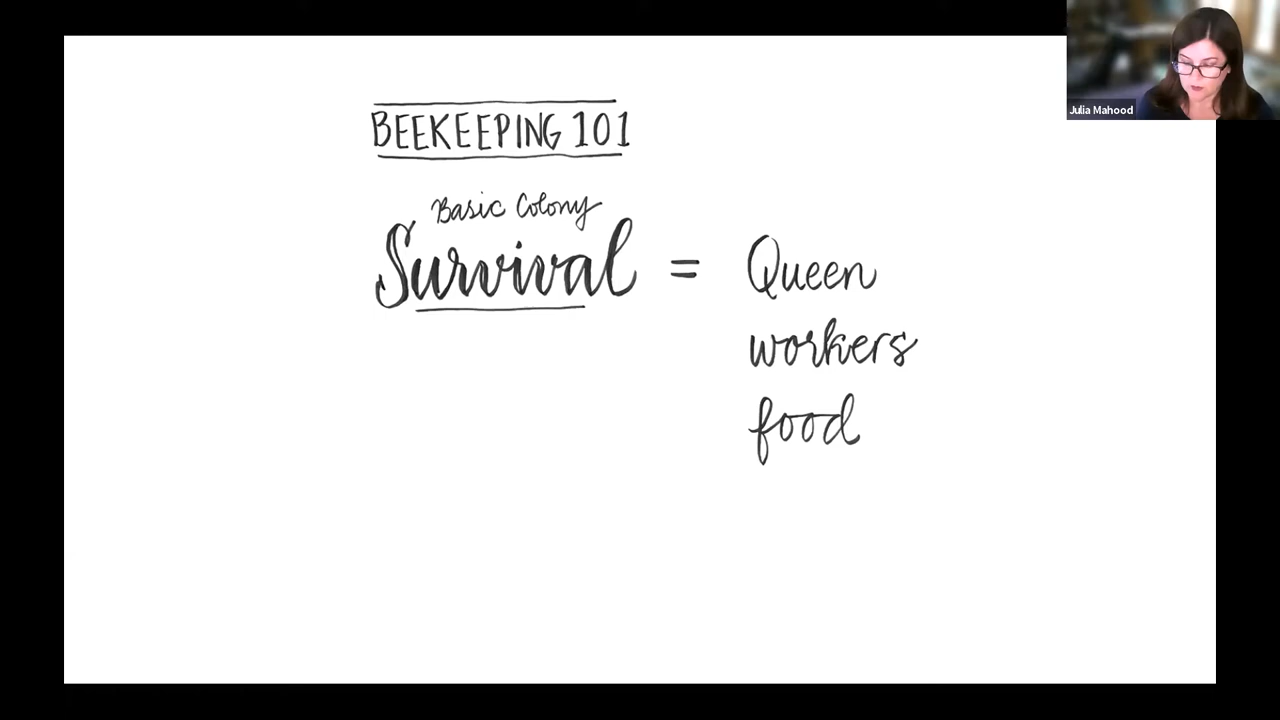 BEEKEEPING 101
Basic Colony
Survival = Queen
workers
food
Julia Mahood